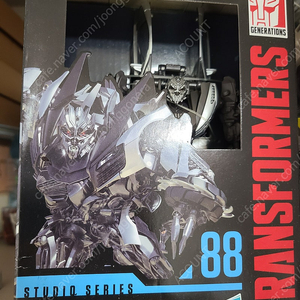 GENERATIONS
TRANSFORMERS
STUDIO SERIES
88